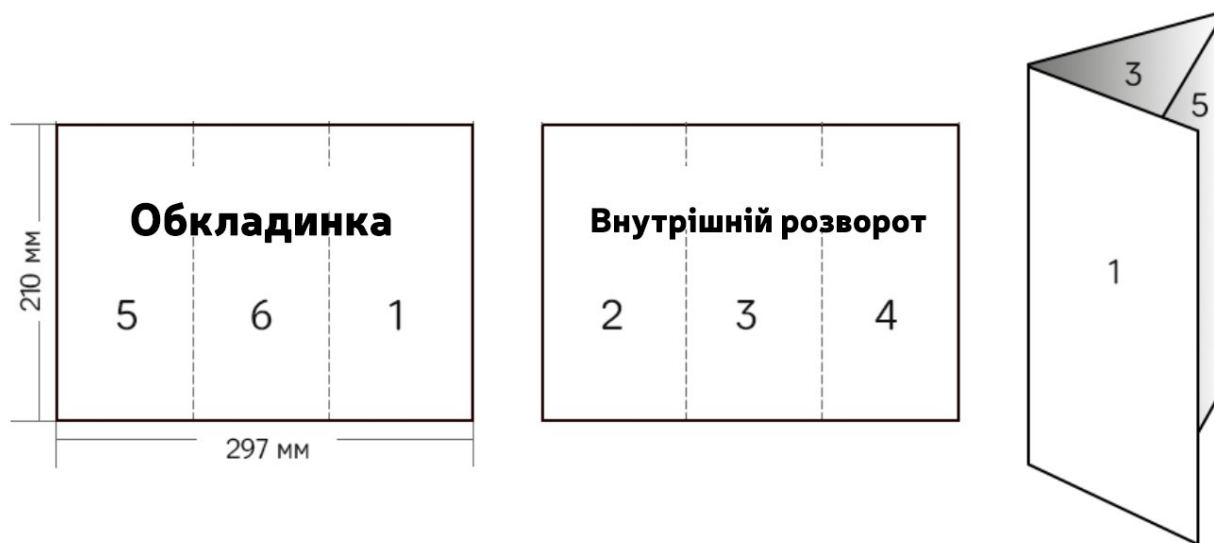 Обкладинка
5 6 1
210 мм
297 мм
Внутрішній розворот
2 3 4
3
5
1